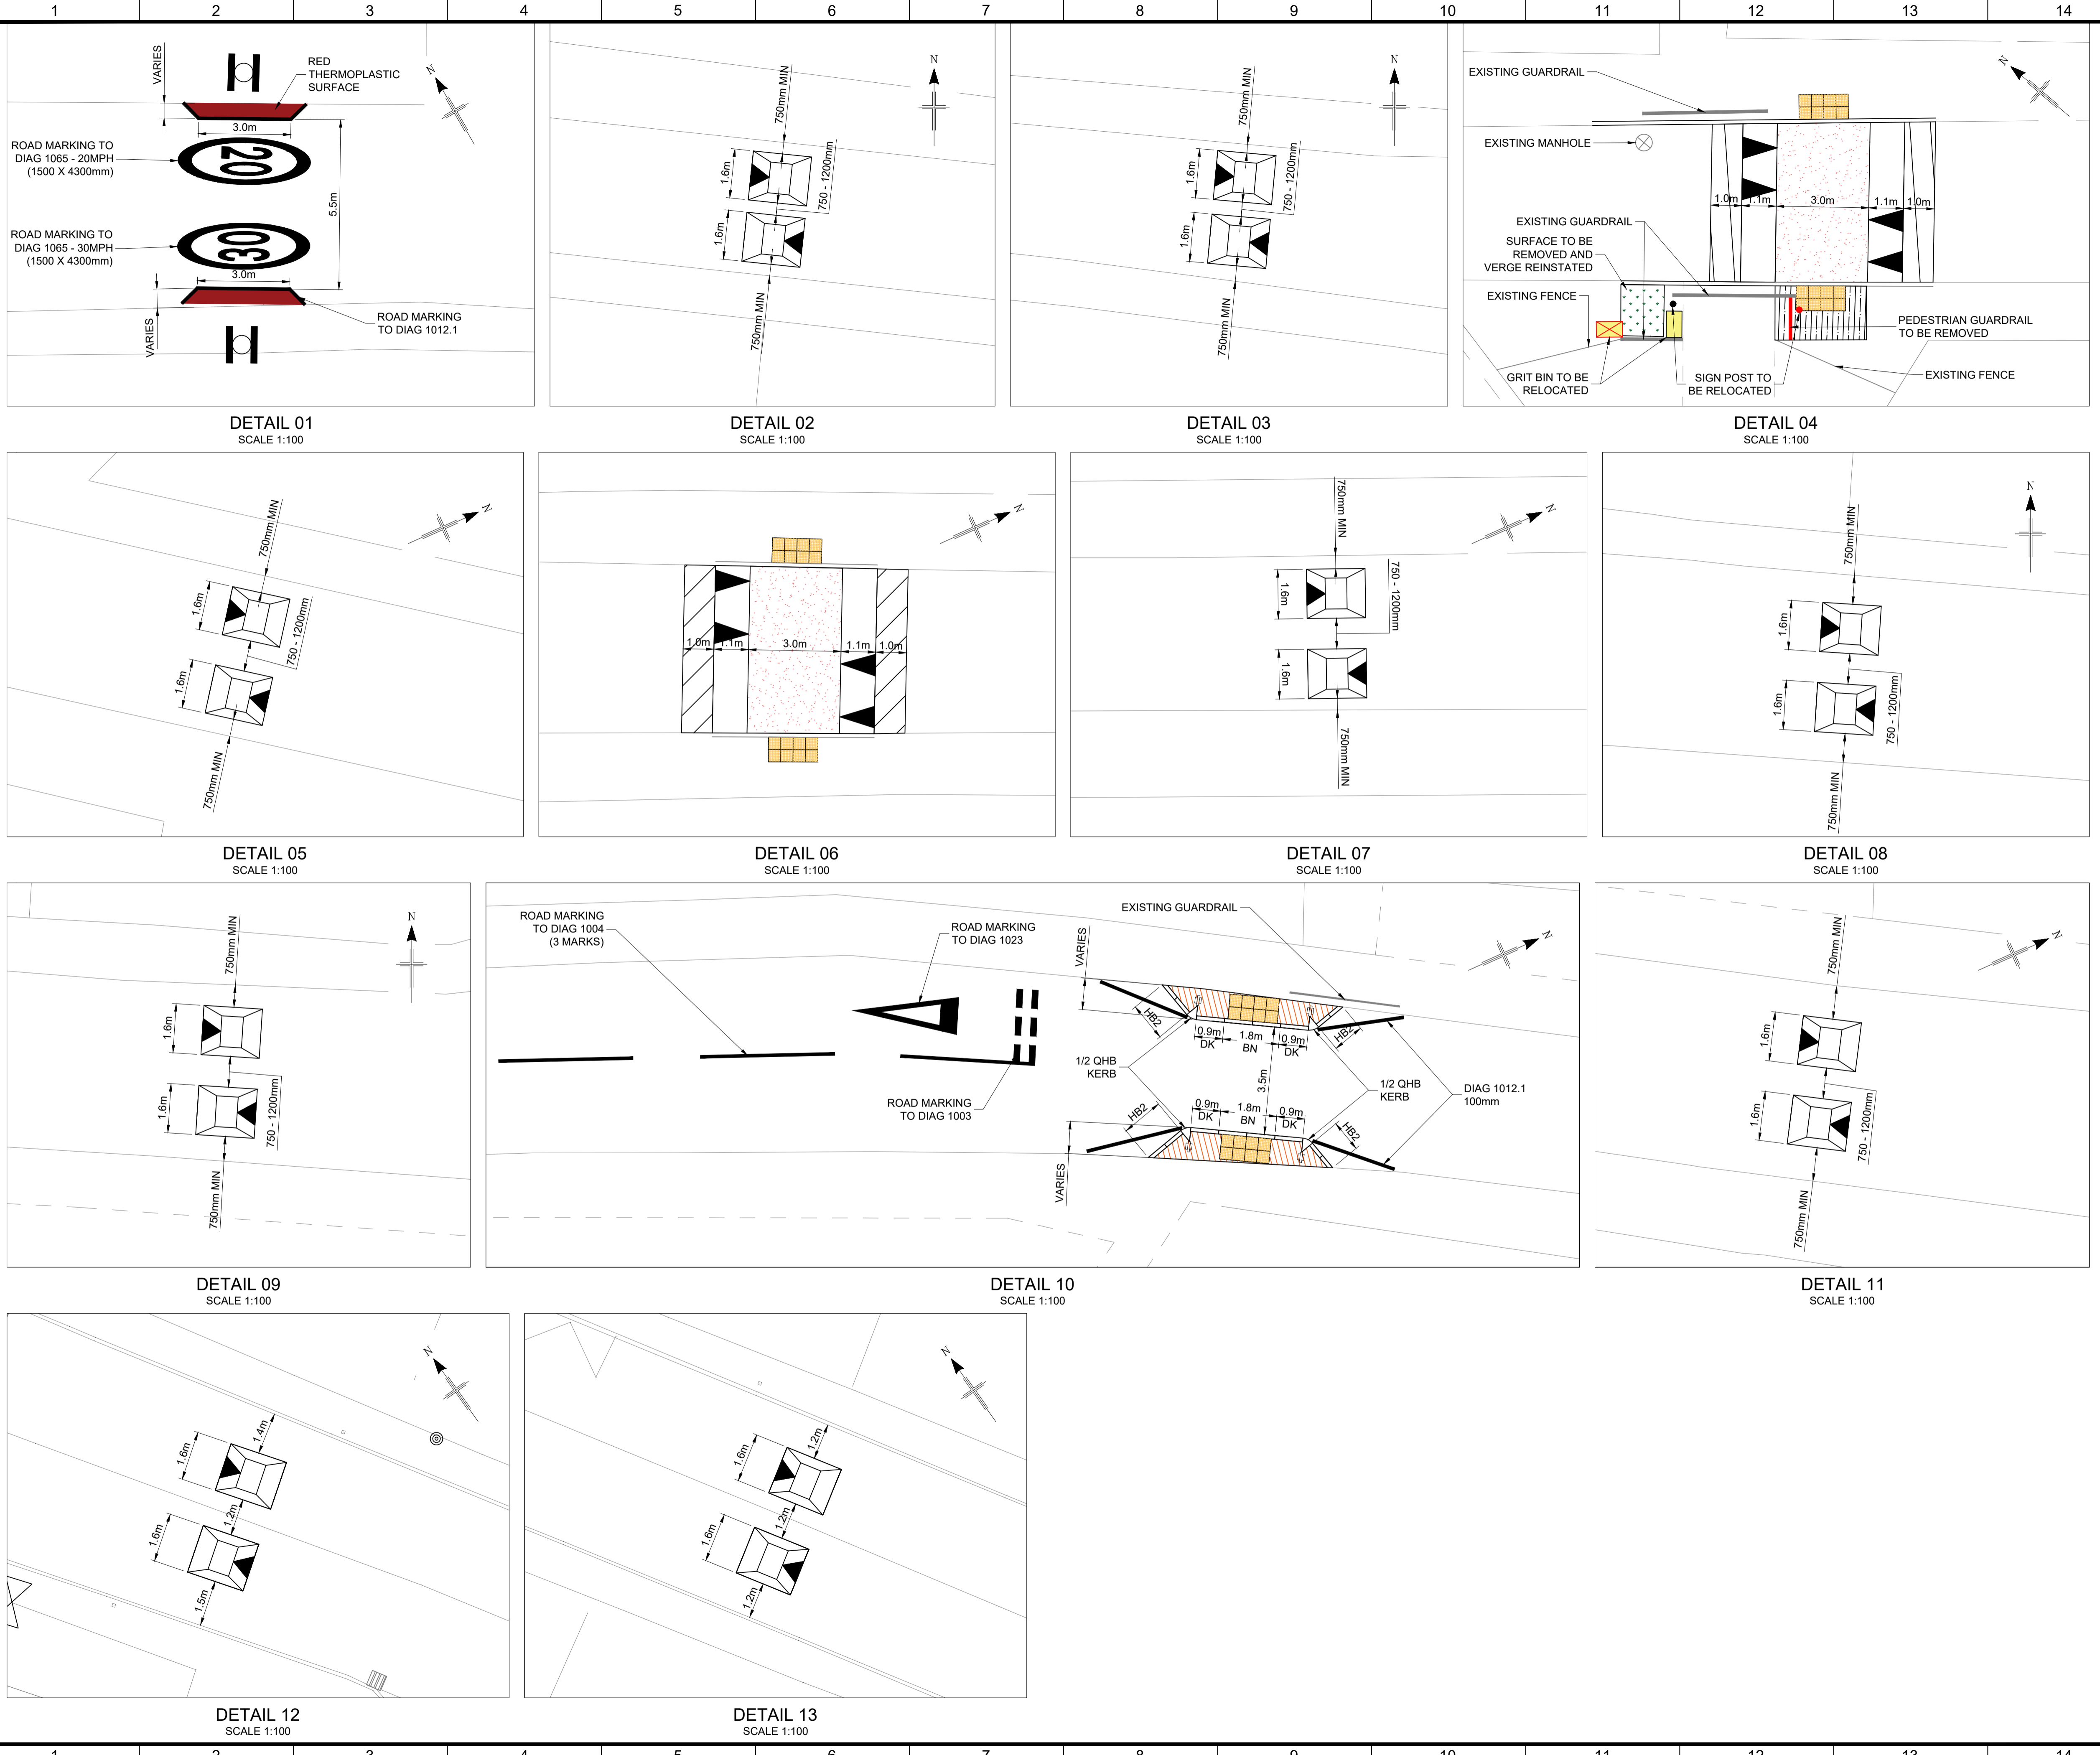 1 2 3 4 5 6 7 8 9 10 11 12 13 14
VARIES
RED
THERMOPLASTIC
SURFACE
N
3.0m
ROAD MARKING TO
DIAG 1065 - 20MPH
(1500 X 4300mm)
20
5.5m
ROAD MARKING TO
DIAG 1065 - 30MPH
(1500 X 4300mm)
30
3.0m
VARIES
ROAD MARKING
TO DIAG 1012.1
DETAIL 01
SCALE 1:100
750mm MIN
N
1.6m
750 - 1200mm
1.6m
750mm MIN
DETAIL 02
SCALE 1:100
750mm MIN
N
1.6m
750 - 1200mm
1.6m
750mm MIN
DETAIL 03
SCALE 1:100
EXISTING GUARDRAIL
N
EXISTING MANHOLE
1.0m
1.1m
3.0m
1.1m
1.0m
EXISTING GUARDRAIL
SURFACE TO BE
REMOVED AND
VERGE REINSTATED
EXISTING FENCE
PEDESTRIAN GUARDRAIL
TO BE REMOVED
GRIT BIN TO BE
RELOCATED
SIGN POST TO
BE RELOCATED
EXISTING FENCE
DETAIL 04
SCALE 1:100
750mm MIN
N
1.6m
750 - 1200mm
1.6m
750mm MIN
DETAIL 05
SCALE 1:100
N
1.0m
1.1m
3.0m
1.1m
1.0m
DETAIL 06
SCALE 1:100
750mm MIN
N
1.6m
750 - 1200mm
1.6m
750mm MIN
DETAIL 07
SCALE 1:100
750mm MIN
N
1.6m
750 - 1200mm
1.6m
750mm MIN
DETAIL 08
SCALE 1:100
750mm MIN
N
1.6m
750 - 1200mm
1.6m
750mm MIN
DETAIL 09
SCALE 1:100
ROAD MARKING
TO DIAG 1004
(3 MARKS)
ROAD MARKING
TO DIAG 1023
EXISTING GUARDRAIL
VARIES
N
HB2
0.9m
DK
1.8m
BN
0.9m
DK
HB2
1/2 QHB
KERB
3.5m
1/2 QHB
KERB
DIAG 1012.1
100mm
ROAD MARKING
TO DIAG 1003
HB2
0.9m
DK
1.8m
BN
0.9m
DK
HB2
VARIES
DETAIL 10
SCALE 1:100
750mm MIN
N
1.6m
750 - 1200mm
1.6m
750mm MIN
DETAIL 11
SCALE 1:100
N
1.4m
1.6m
1.2m
1.6m
1.5m
DETAIL 12
SCALE 1:100
N
1.2m
1.6m
1.2m
1.6m
1.2m
DETAIL 13
SCALE 1:100
1 2 3 4 5 6 7 8 9 10 11 12 13 14